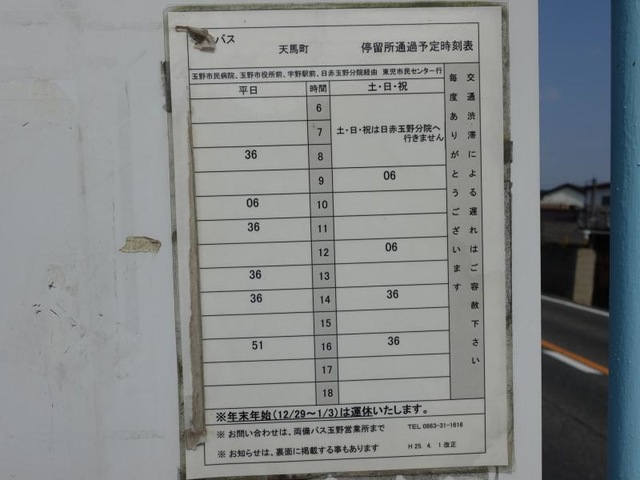 バス 天馬町 停留所通過予定時刻表
玉野市民病院、玉野市役所前、宇野駅前、日赤玉野分院経由 東児市民センター行
平日 時間 土・日・祝
6
7
土・日・祝は日赤玉野分院へ
行きません
36 8
9 06
06 10
36 11
12 06
36 13
36 14 36
15
51 16 36
17
18
交通渋滞による遅れはご容赦下さい
毎度ありがとうございます
※年末年始(12/29～1/3)は運休いたします。
※ お問い合わせは、両備バス玉野営業所まで TEL 0863-31-1616
※ お知らせは、裏面に掲載する事もあります H 25. 4. 1 改正